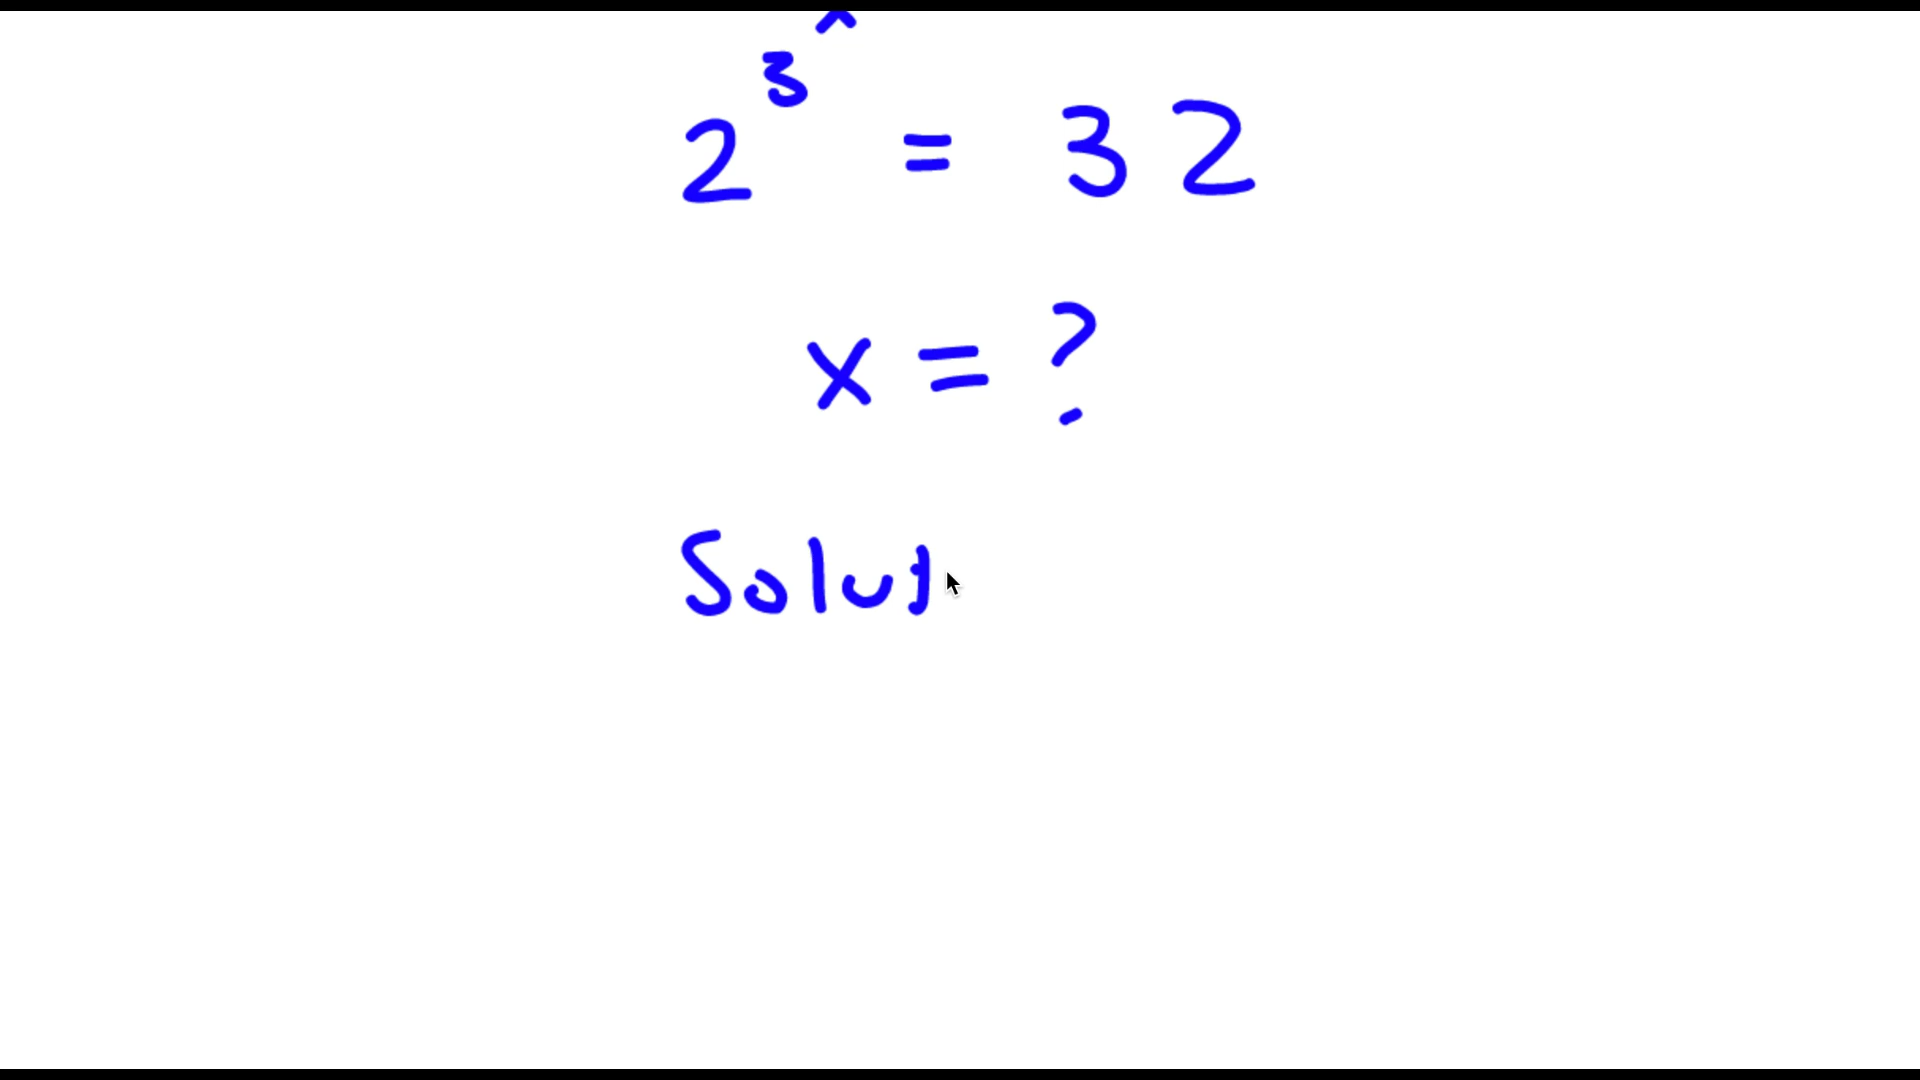 2^3^x = 32
x = ?
Solut